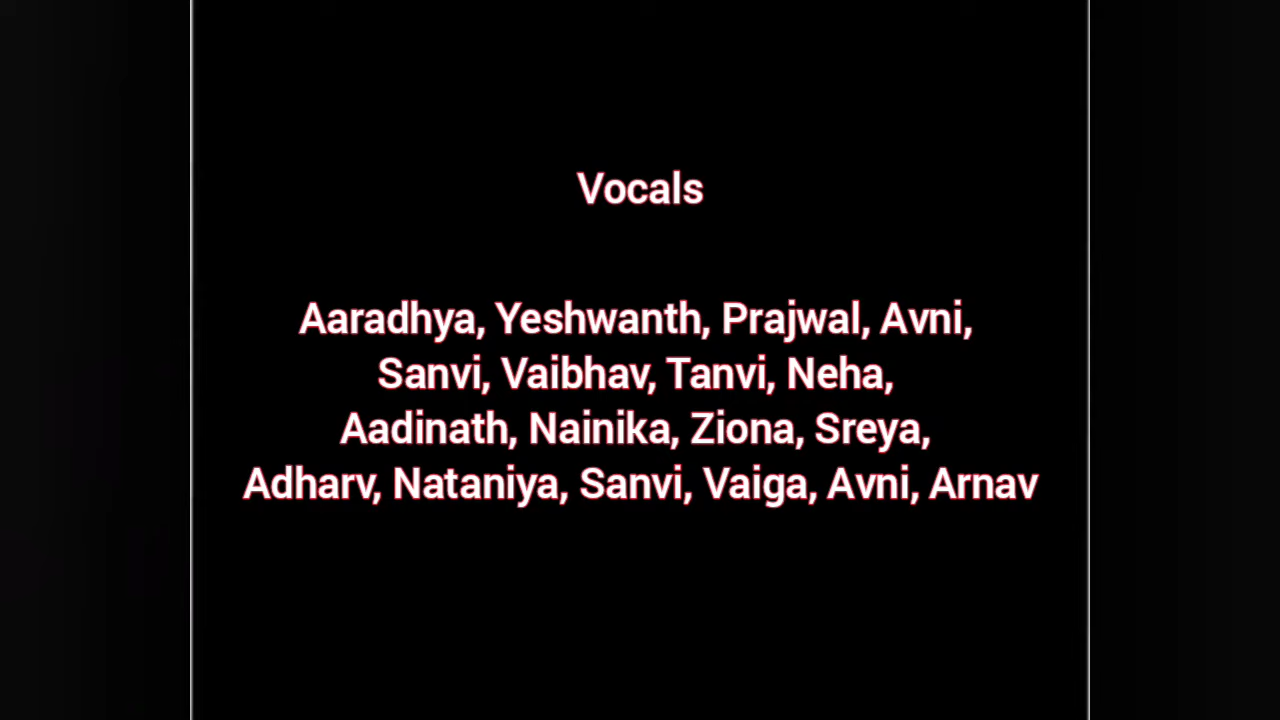 Vocals
Aaradhya, Yeshwanth, Prajwal, Avni,
Sanvi, Vaibhav, Tanvi, Neha,
Aadinath, Nainika, Ziona, Sreya,
Adharv, Nataniya, Sanvi, Vaiga, Avni, Arnav